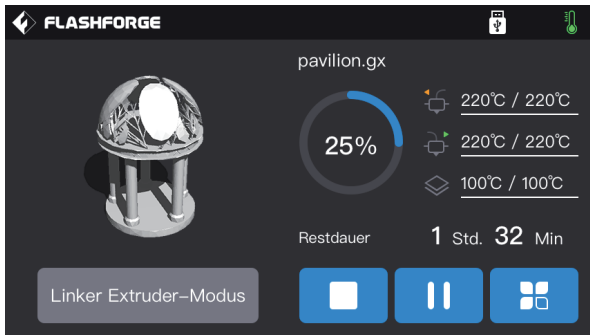 FLASHFORGE
pavilion.gx
25%
220℃ / 220℃
220℃ / 220℃
100℃ / 100℃
Restdauer 1 Std. 32 Min
Linker Extruder-Modus